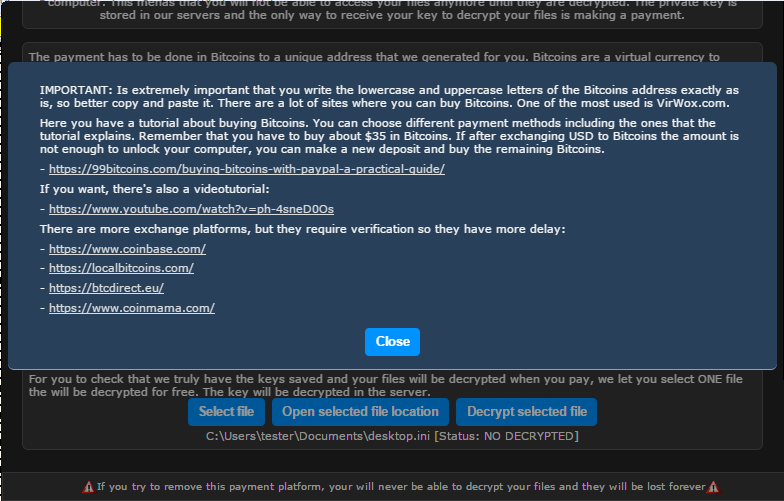 computer. This menas that you will not be able to access your files anymore until they are decrypted. The private key is
stored in our servers and the only way to receive your key to decrypt your files is making a payment.
The payment has to be done in Bitcoins to a unique address that we generated for you. Bitcoins are a virtual currency to
IMPORTANT: Is extremely important that you write the lowercase and uppercase letters of the Bitcoins address exactly as
is, so better copy and paste it. There are a lot of sites where you can buy Bitcoins. One of the most used is VirWox.com.
Here you have a tutorial about buying Bitcoins. You can choose different payment methods including the ones that the
tutorial explains. Remember that you have to buy about $35 in Bitcoins. If after exchanging USD to Bitcoins the amount is
not enough to unlock your computer, you can make a new deposit and buy the remaining Bitcoins.
- https://99bitcoins.com/buying-bitcoins-with-paypal-a-practical-guide/
If you want, there's also a videotutorial:
- https://www.youtube.com/watch?v=ph-4sneD0Os
There are more exchange platforms, but they require verification so they have more delay:
- https://www.coinbase.com/
- https://localbitcoins.com/
- https://btcdirect.eu/
- https://www.coinmama.com/
Close
For you to check that we truly have the keys saved and your files will be decrypted when you pay, we let you select ONE file
the will be decrypted for free. The key will be decrypted in the server.
Select file Open selected file location Decrypt selected file
C:\Users\tester\Documents\desktop.ini [Status: NO DECRYPTED]
If you try to remove this payment platform, your will never be able to decrypt your files and they will be lost forever